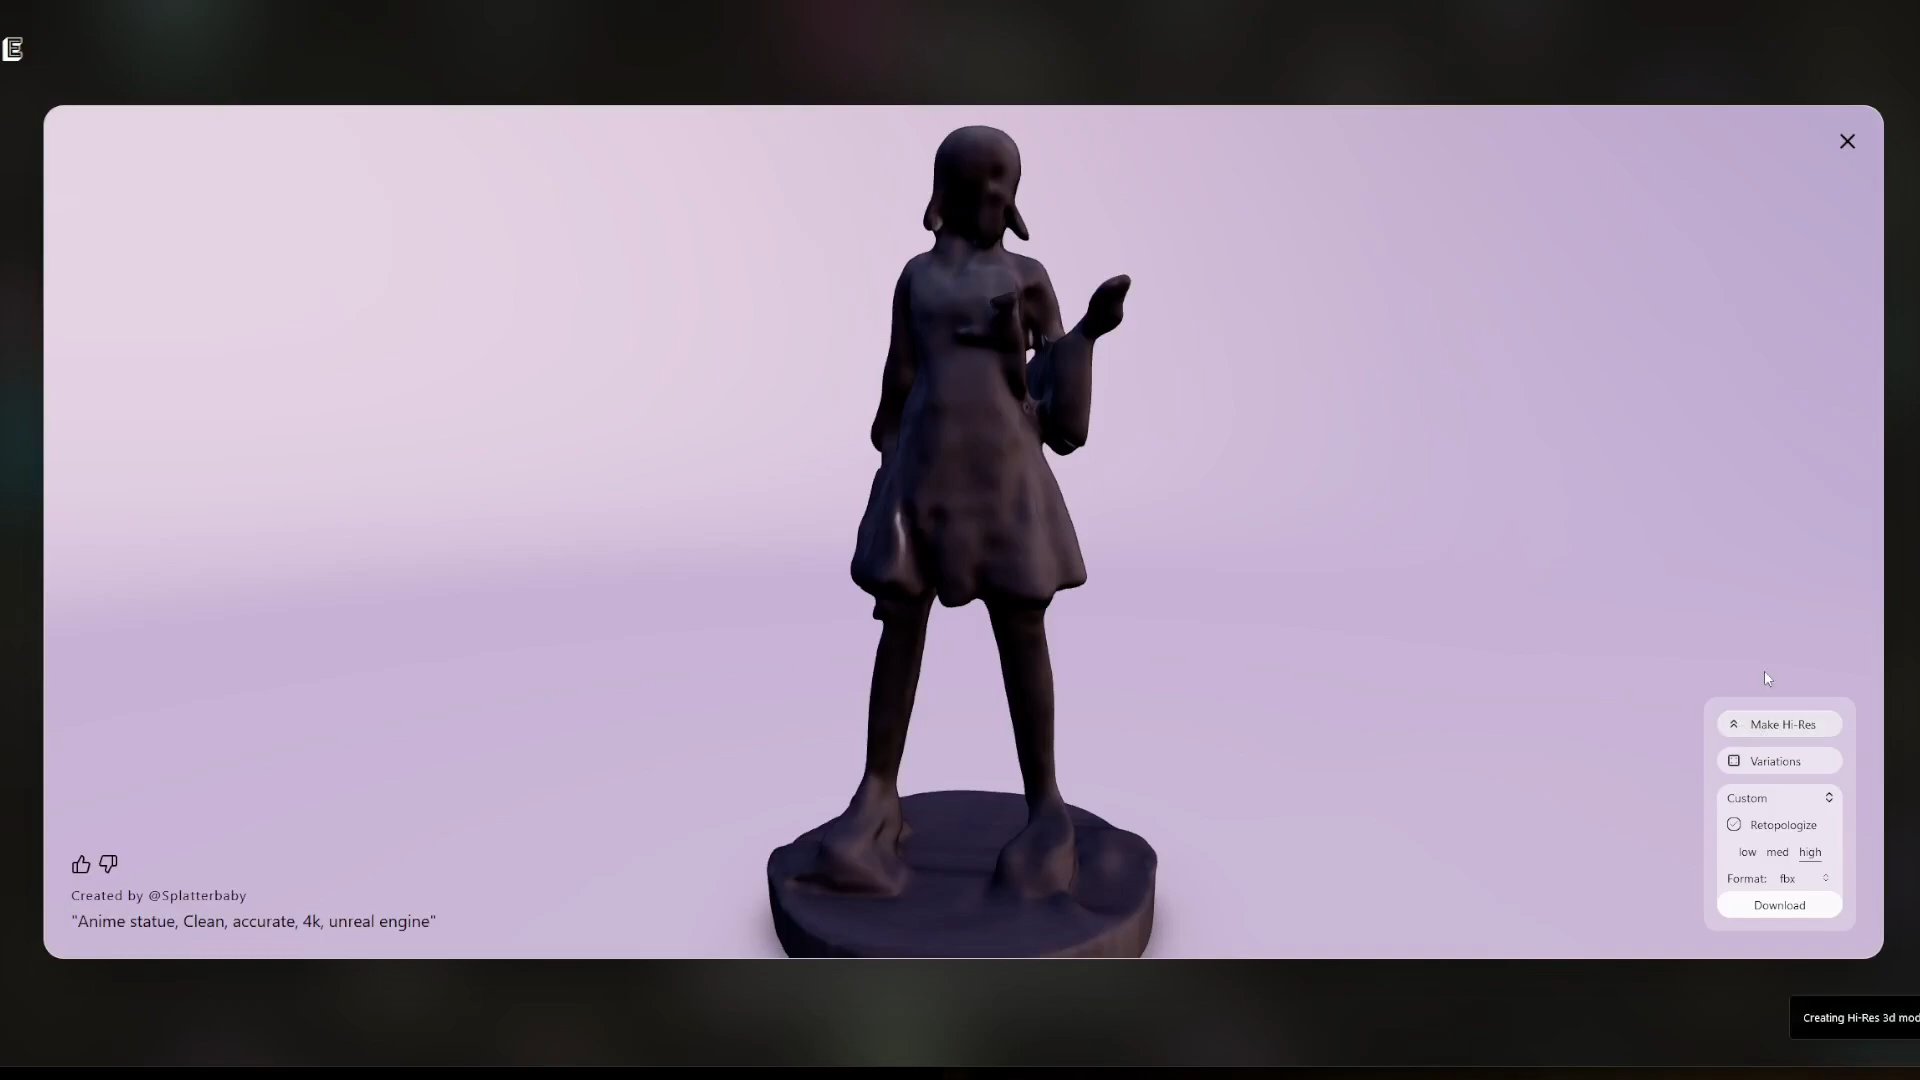 E
Make Hi-Res
Variations
Custom
Retopologize
low med high
Format: fbx
Download
Created by @Splatterbaby
"Anime statue, Clean, accurate, 4k, unreal engine"
Creating Hi-Res 3d mod